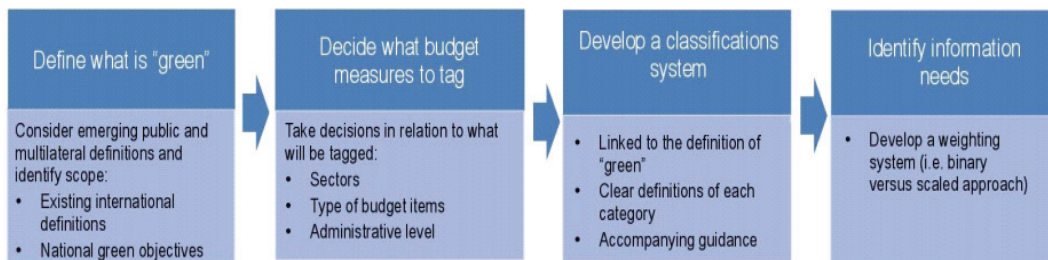 Define what is “green”
Consider emerging public and
multilateral definitions and
identify scope:
• Existing international
definitions
• National green objectives
Decide what budget
measures to tag
Take decisions in relation to what
will be tagged:
• Sectors
• Type of budget items
• Administrative level
Develop a classifications
system
• Linked to the definition of
“green”
• Clear definitions of each
category
• Accompanying guidance
Identify information
needs
• Develop a weighting
system (i.e. binary
versus scaled approach)